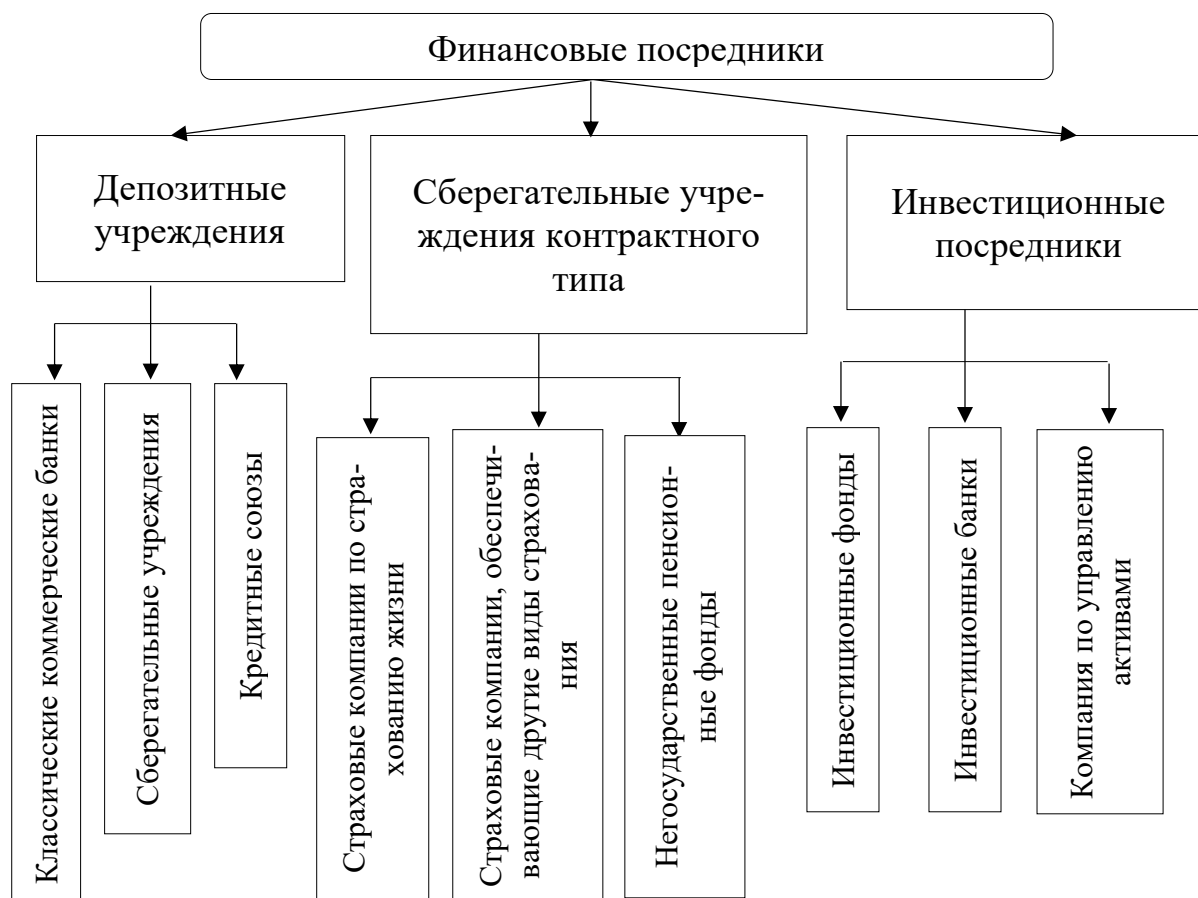 Финансовые посредники
Депозитные
учреждения
Сберегательные учре-
ждения контрактного
типа
Инвестиционные
посредники
Классические коммерческие банки
Сберегательные учреждения
Кредитные союзы
Страховые компании по стра-
хованию жизни
Страховые компании, обеспечи-
вающие другие виды страхова-
ния
Негосударственные пенсион-
ные фонды
Инвестиционные фонды
Инвестиционные банки
Компания по управлению
активами